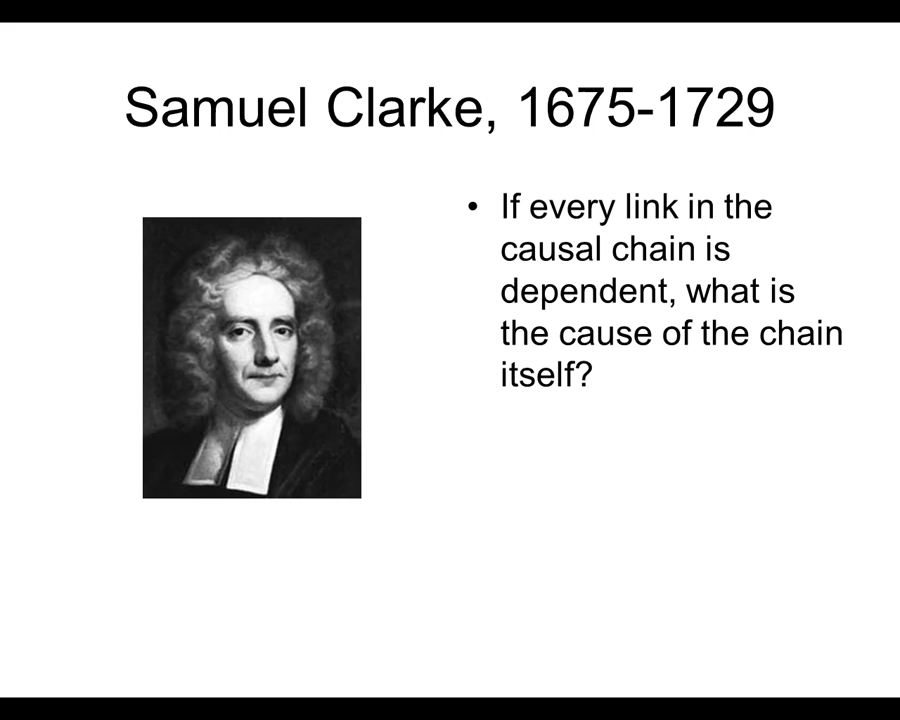 Samuel Clarke, 1675-1729
• If every link in the
causal chain is
dependent, what is
the cause of the chain
itself?